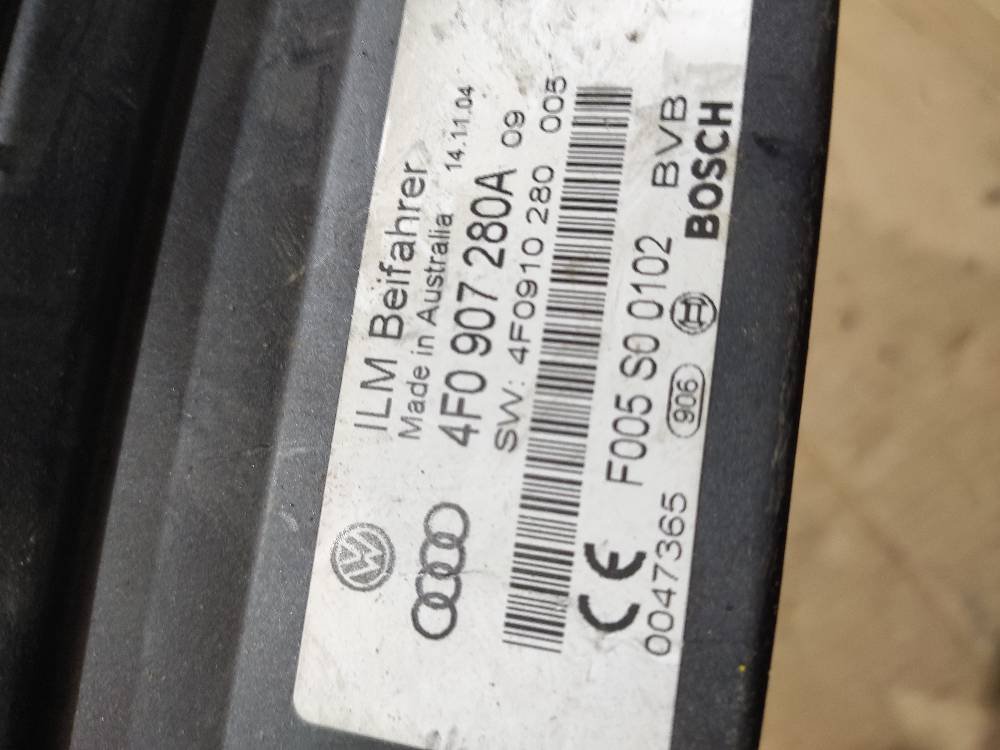 ILM Beifahrer
Made in Australia 14.11.04
4F0 907 280A 09
SW: 4F0910 280 005
F005 S0 0102 BVB
0047365 906 BOSCH